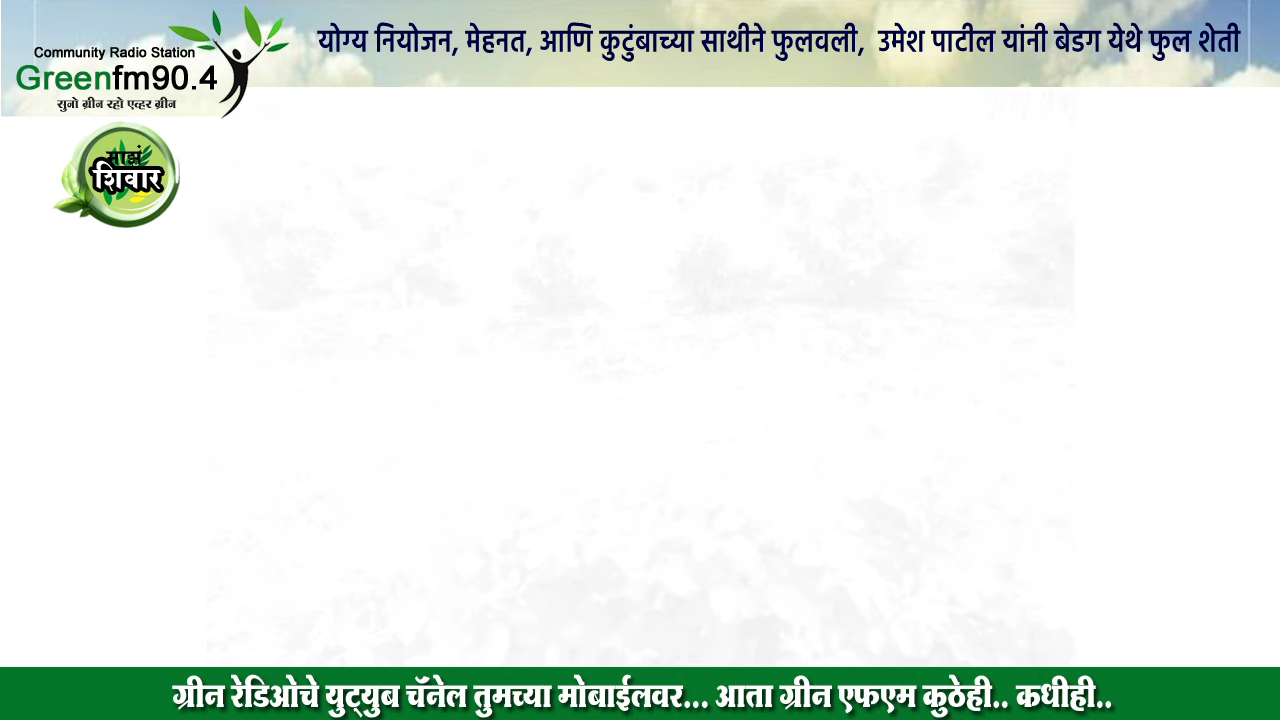 योग्य नियोजन, मेहनत, आणि कुटुंबाच्या साथीने फुलवली, उमेश पाटील यांनी बेडग येथे फुल शेती
Community Radio Station
Greenfm90.4
सुनो ग्रीन रहो एव्हर ग्रीन
माझं
शिवार
ग्रीन रेडिओचे युट्युब चॅनेल तुमच्या मोबाईलवर... आता ग्रीन एफएम कुठेही.. कधीही..